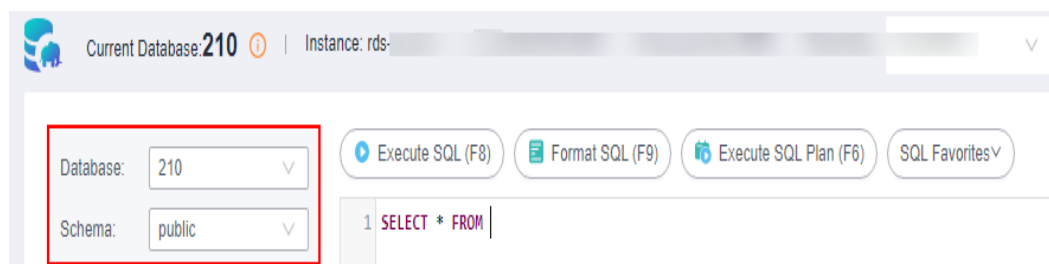 Current Database:210 | Instance: rds-
Database: 210
Schema: public
Execute SQL (F8) Format SQL (F9) Execute SQL Plan (F6) SQL Favorites
1 SELECT * FROM